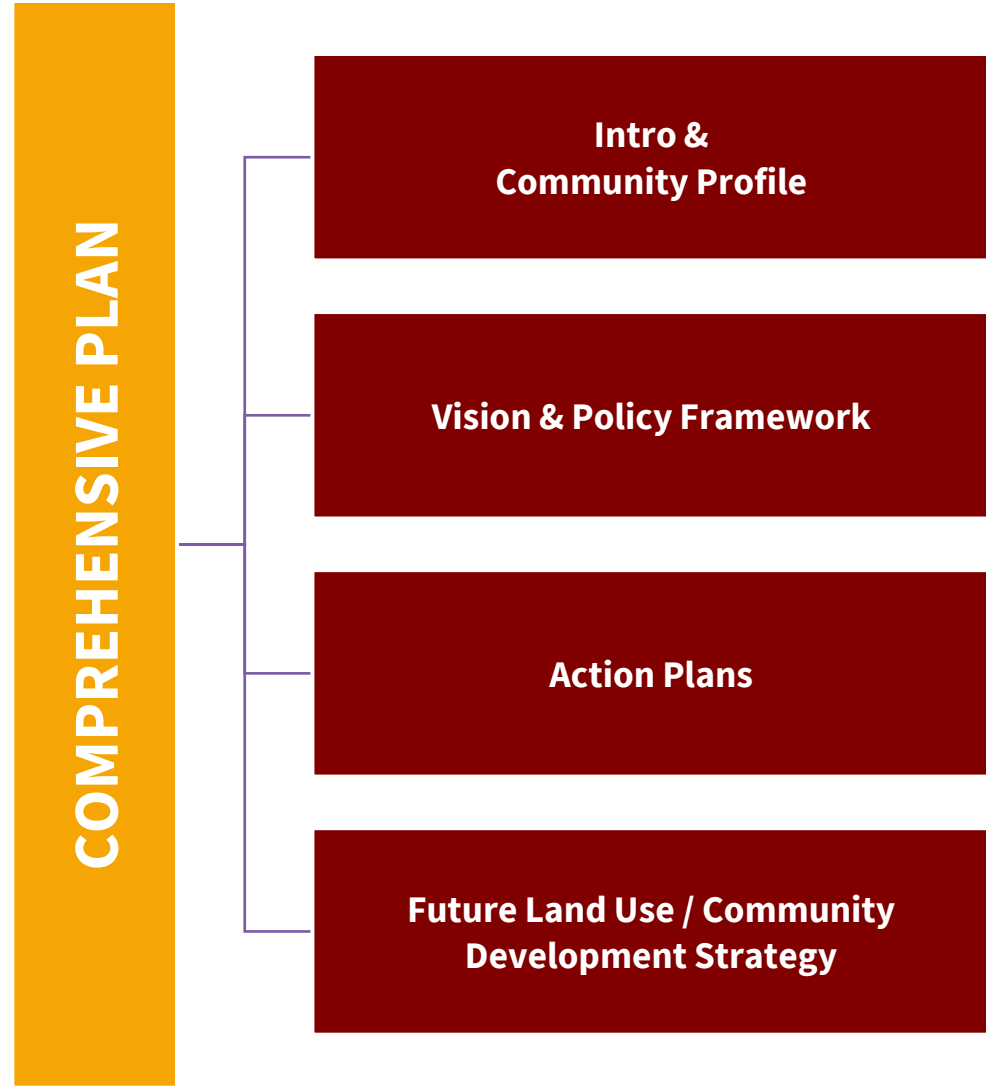 COMPREHENSIVE PLAN
Intro &
Community Profile
Vision & Policy Framework
Action Plans
Future Land Use / Community
Development Strategy